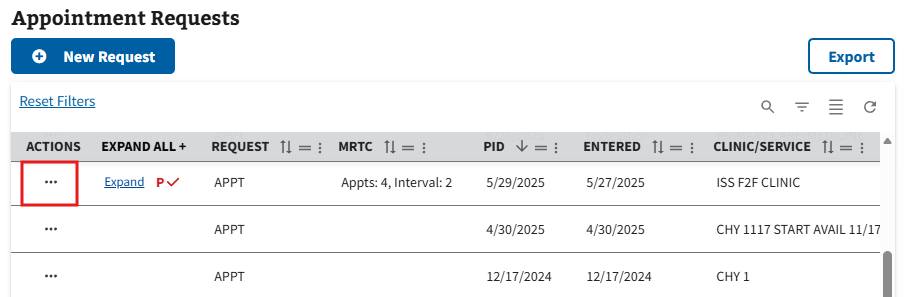 Appointment Requests
New Request
Export
Reset Filters
ACTIONS EXPAND ALL + REQUEST MRTC PID ENTERED CLINIC/SERVICE
... Expand P APPT Appts: 4, Interval: 2 5/29/2025 5/27/2025 ISS F2F CLINIC
... APPT 4/30/2025 4/30/2025 CHY 1117 START AVAIL 11/17
... APPT 12/17/2024 12/17/2024 CHY 1